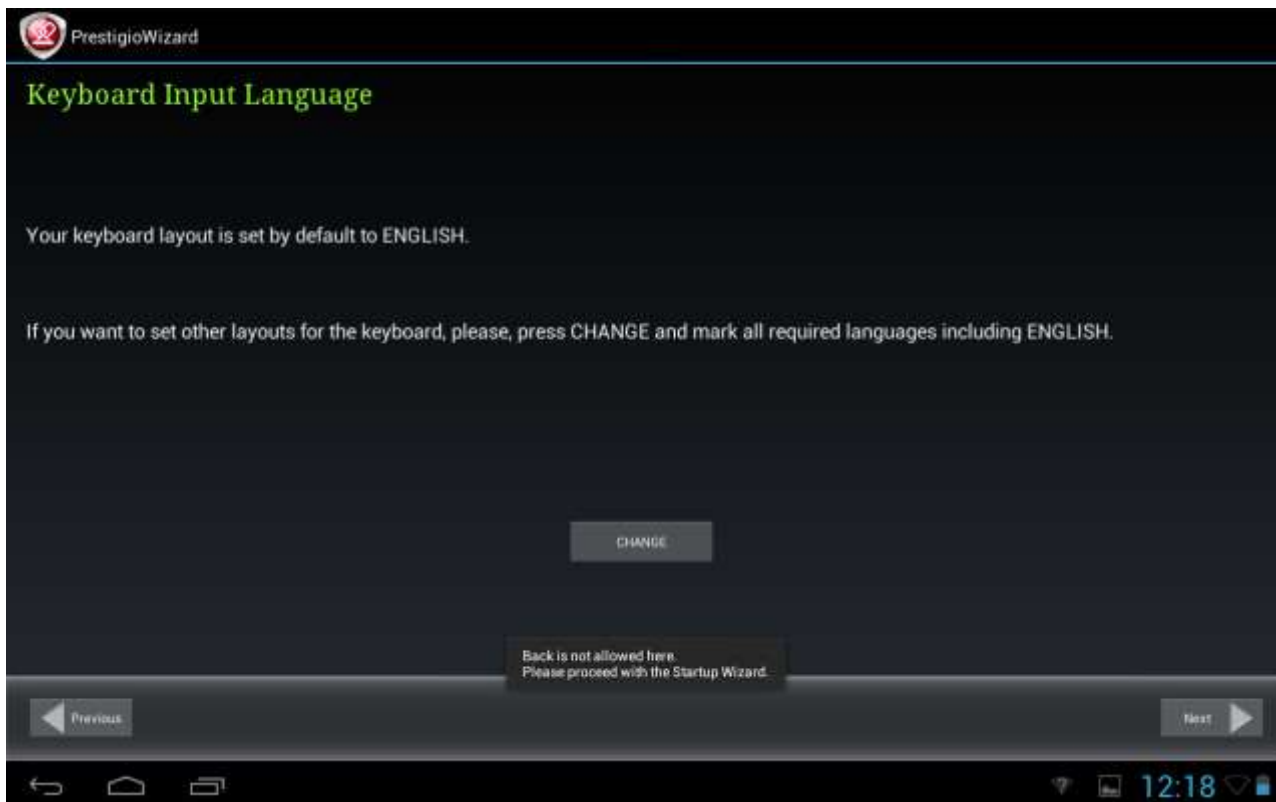 PrestigioWizard
Keyboard Input Language
Your keyboard layout is set by default to ENGLISH.
If you want to set other layouts for the keyboard, please, press CHANGE and mark all required languages including ENGLISH.
CHANGE
Back is not allowed here.
Please proceed with the Startup Wizard.
Previous
Next
12:18